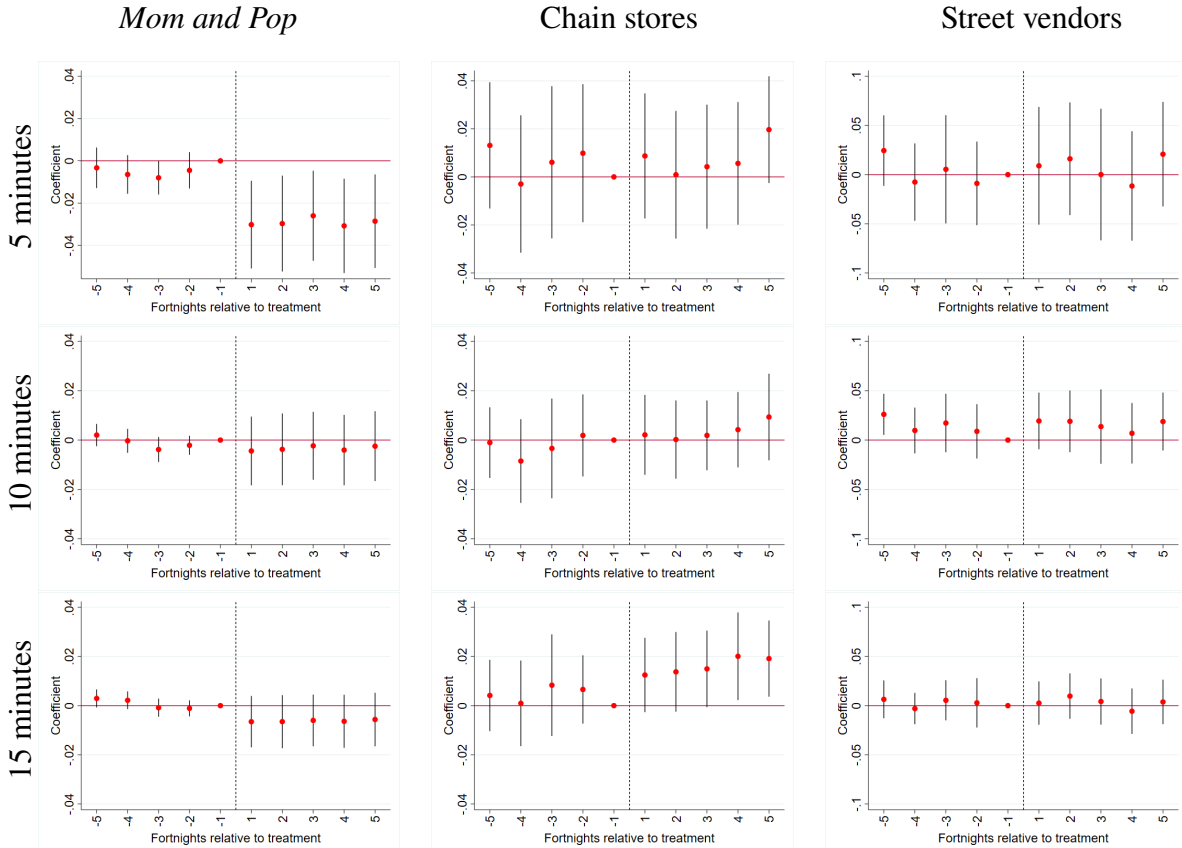 Mom and Pop
Chain stores
Street vendors
5 minutes
Coefficient
.04
.02
0
-.02
-.04
-5 -4 -3 -2 -1 1 2 3 4 5
Fortnights relative to treatment
Coefficient
.04
.02
0
-.02
-.04
-5 -4 -3 -2 -1 1 2 3 4 5
Fortnights relative to treatment
Coefficient
.1
.05
0
-.05
-.1
-5 -4 -3 -2 -1 1 2 3 4 5
Fortnights relative to treatment
10 minutes
Coefficient
.04
.02
0
-.02
-.04
-5 -4 -3 -2 -1 1 2 3 4 5
Fortnights relative to treatment
Coefficient
.04
.02
0
-.02
-.04
-5 -4 -3 -2 -1 1 2 3 4 5
Fortnights relative to treatment
Coefficient
.1
.05
0
-.05
-.1
-5 -4 -3 -2 -1 1 2 3 4 5
Fortnights relative to treatment
15 minutes
Coefficient
.04
.02
0
-.02
-.04
-5 -4 -3 -2 -1 1 2 3 4 5
Fortnights relative to treatment
Coefficient
.04
.02
0
-.02
-.04
-5 -4 -3 -2 -1 1 2 3 4 5
Fortnights relative to treatment
Coefficient
.1
.05
0
-.05
-.1
-5 -4 -3 -2 -1 1 2 3 4 5
Fortnights relative to treatment